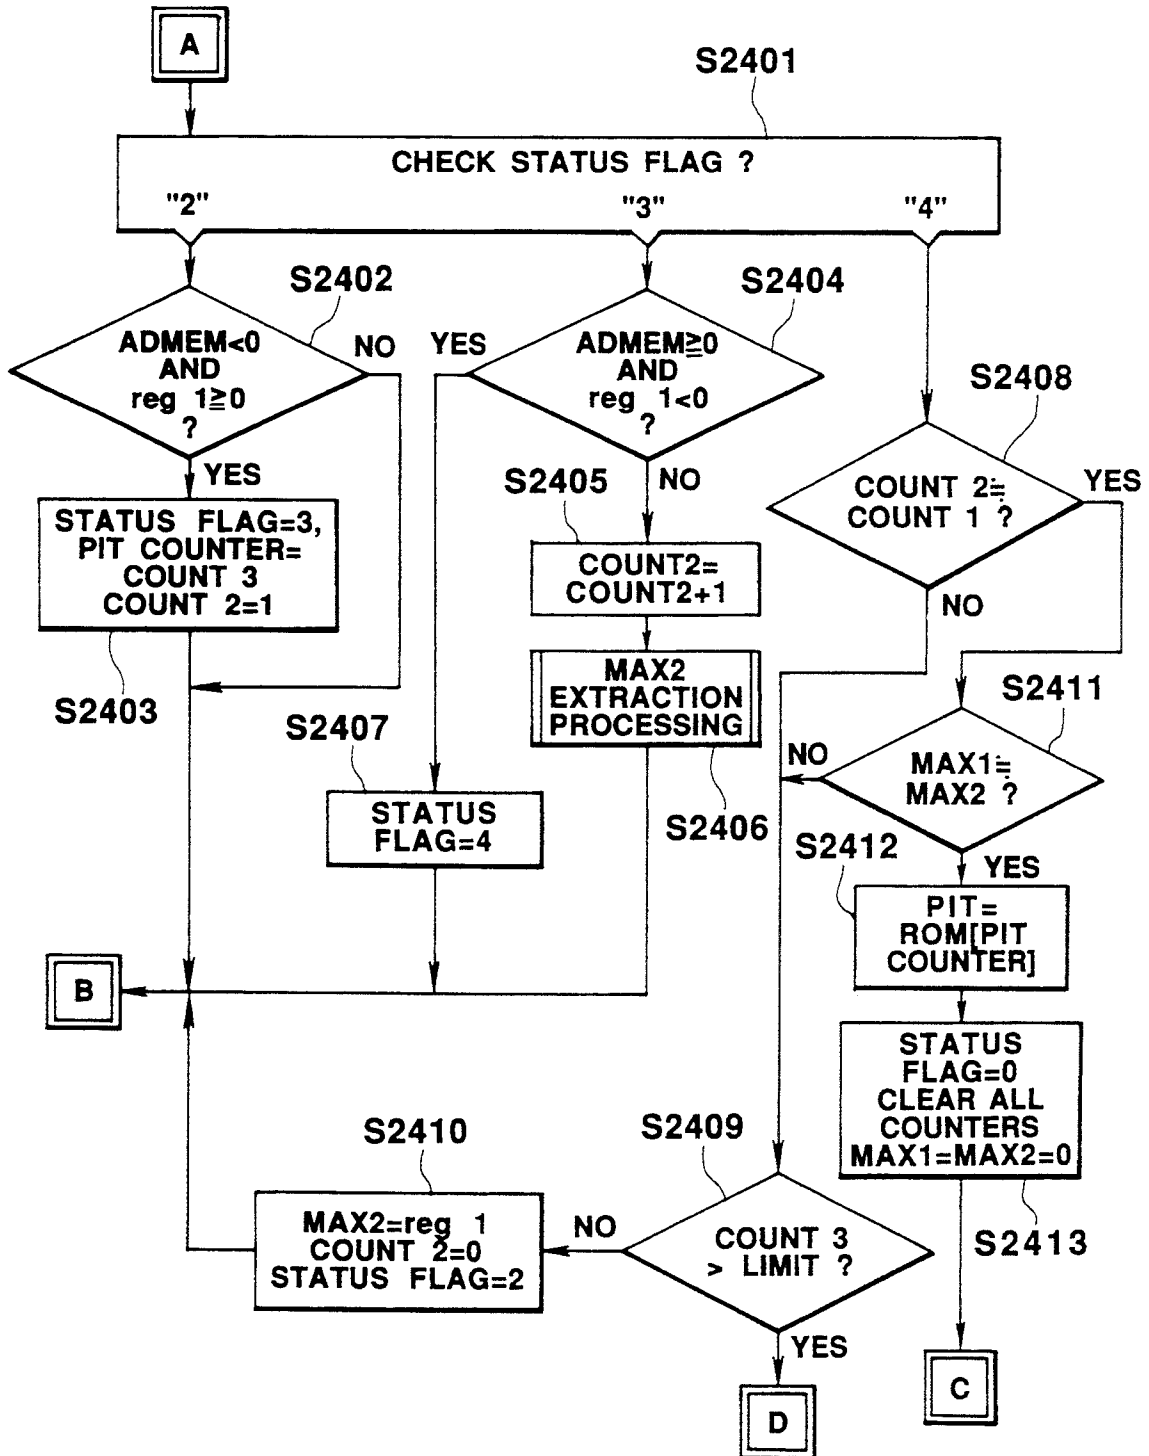 A
S2401
CHECK STATUS FLAG ?
"2"
"3"
"4"
S2402
ADMEM<0
AND
reg 1≧0
?
NO
YES
STATUS FLAG=3,
PIT COUNTER=
COUNT 3
COUNT 2=1
S2403
S2404
YES
ADMEM≧0
AND
reg 1<0
?
NO
S2405
COUNT2=
COUNT2+1
MAX2
EXTRACTION
PROCESSING
S2406
S2407
STATUS
FLAG=4
S2408
COUNT 2≒
COUNT 1 ?
YES
NO
S2411
NO
MAX1≒
MAX2 ?
YES
S2412
PIT=
ROM[PIT
COUNTER]
STATUS
FLAG=0
CLEAR ALL
COUNTERS
MAX1=MAX2=0
S2413
B
S2410
MAX2=reg 1
COUNT 2=0
STATUS FLAG=2
S2409
NO
COUNT 3
> LIMIT ?
YES
C
D